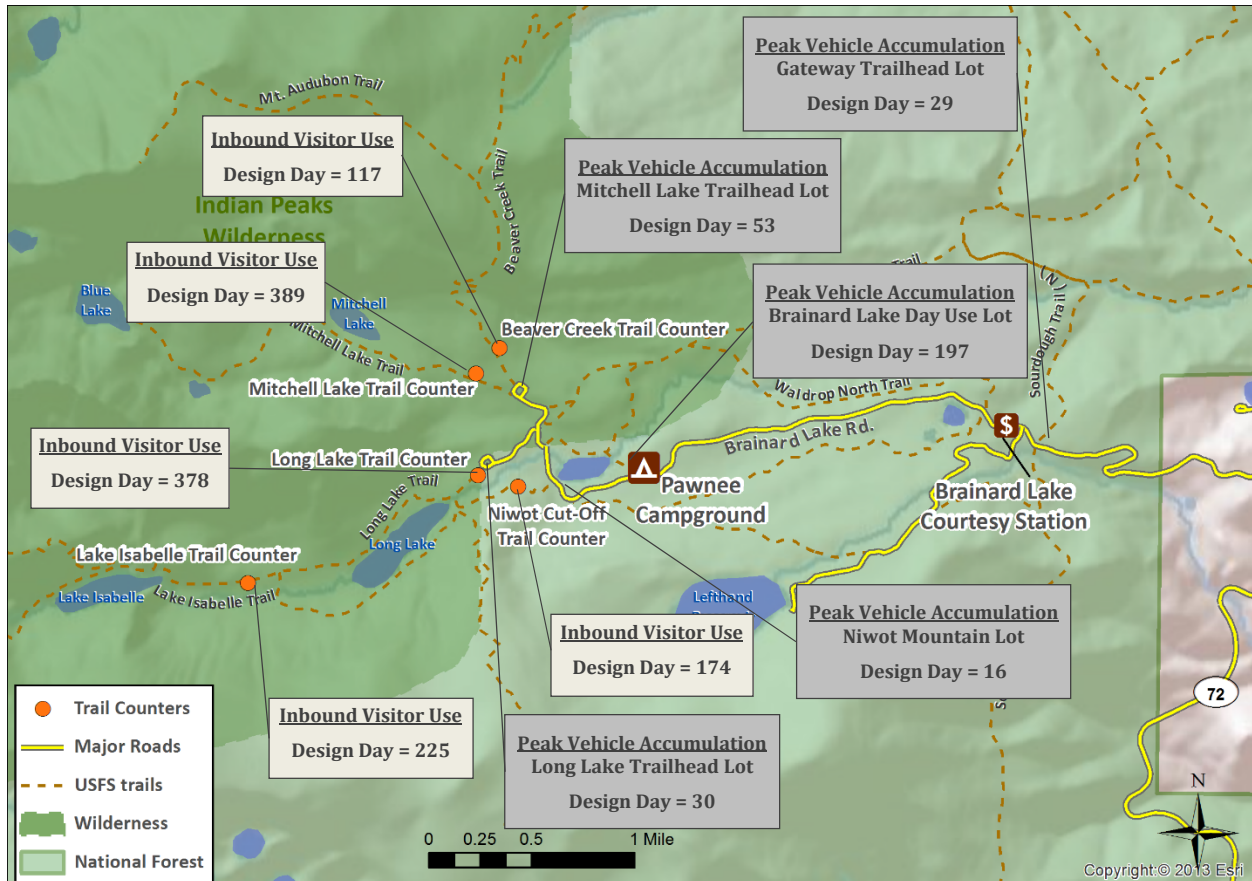 Peak Vehicle Accumulation
Gateway Trailhead Lot
Design Day = 29
Mt. Audubon Trail
Inbound Visitor Use
Design Day = 117
Beaver Creek Trail
Peak Vehicle Accumulation
Mitchell Lake Trailhead Lot
Design Day = 53
Indian Peaks
Wilderness
Inbound Visitor Use
Design Day = 389
Blue
Lake
Mitchell
Lake
Mitchell Lake Trail
Beaver Creek Trail Counter
Mitchell Lake Trail Counter
Trail
Peak Vehicle Accumulation
Brainard Lake Day Use Lot
Design Day = 197
Sourdough Trail (N)
Waldrop North Trail
Brainard Lake Rd.
$
Inbound Visitor Use
Design Day = 378
Long Lake Trail Counter
Long Lake Trail
Long Lake
Niwot Cut-Off
Trail Counter
Pawnee
Campground
Brainard Lake
Courtesy Station
Lake Isabelle Trail Counter
Lake Isabelle
Lake Isabelle Trail
Lefthand
Inbound Visitor Use
Design Day = 174
Peak Vehicle Accumulation
Niwot Mountain Lot
Design Day = 16
72
Inbound Visitor Use
Design Day = 225
Peak Vehicle Accumulation
Long Lake Trailhead Lot
Design Day = 30
Trail Counters
Major Roads
USFS trails
Wilderness
National Forest
0 0.25 0.5 1 Mile
N
Copyright:© 2013 Esri